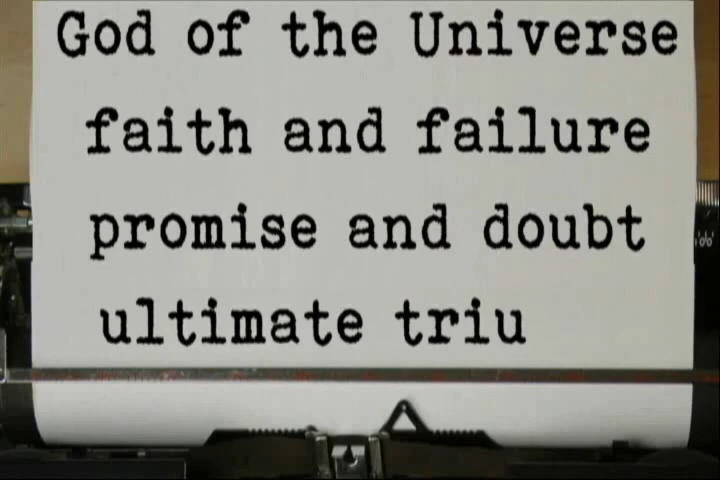 God of the Universe
faith and failure
promise and doubt
ultimate triu